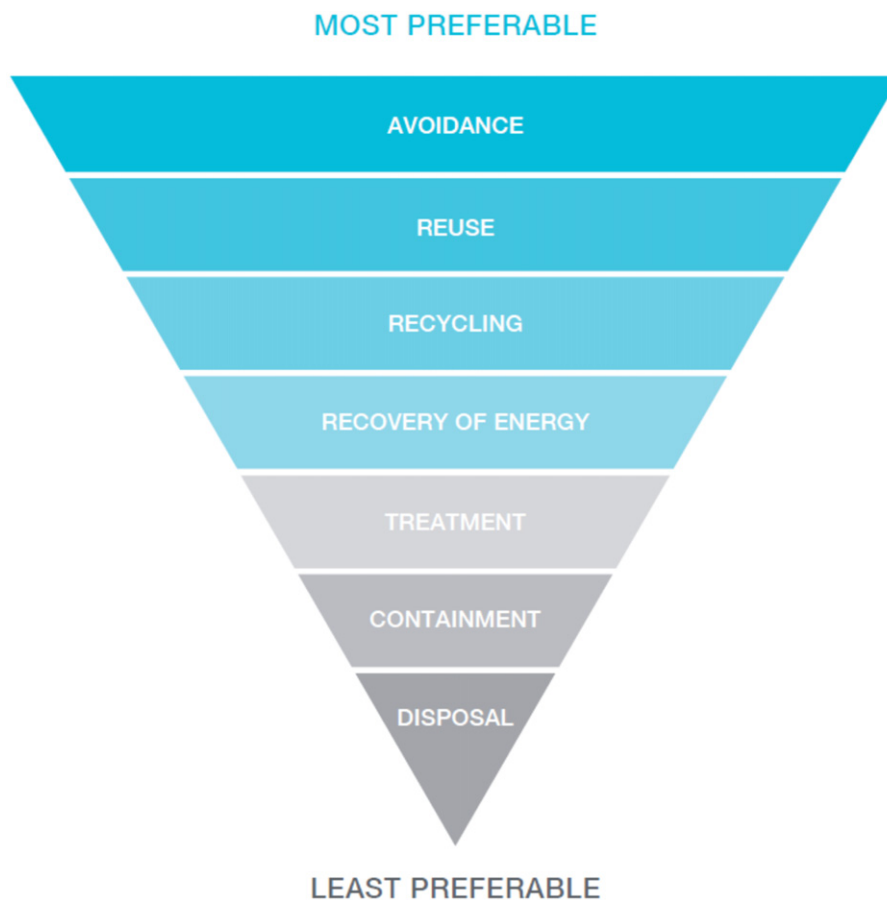 MOST PREFERABLE
AVOIDANCE
REUSE
RECYCLING
RECOVERY OF ENERGY
TREATMENT
CONTAINMENT
DISPOSAL
LEAST PREFERABLE